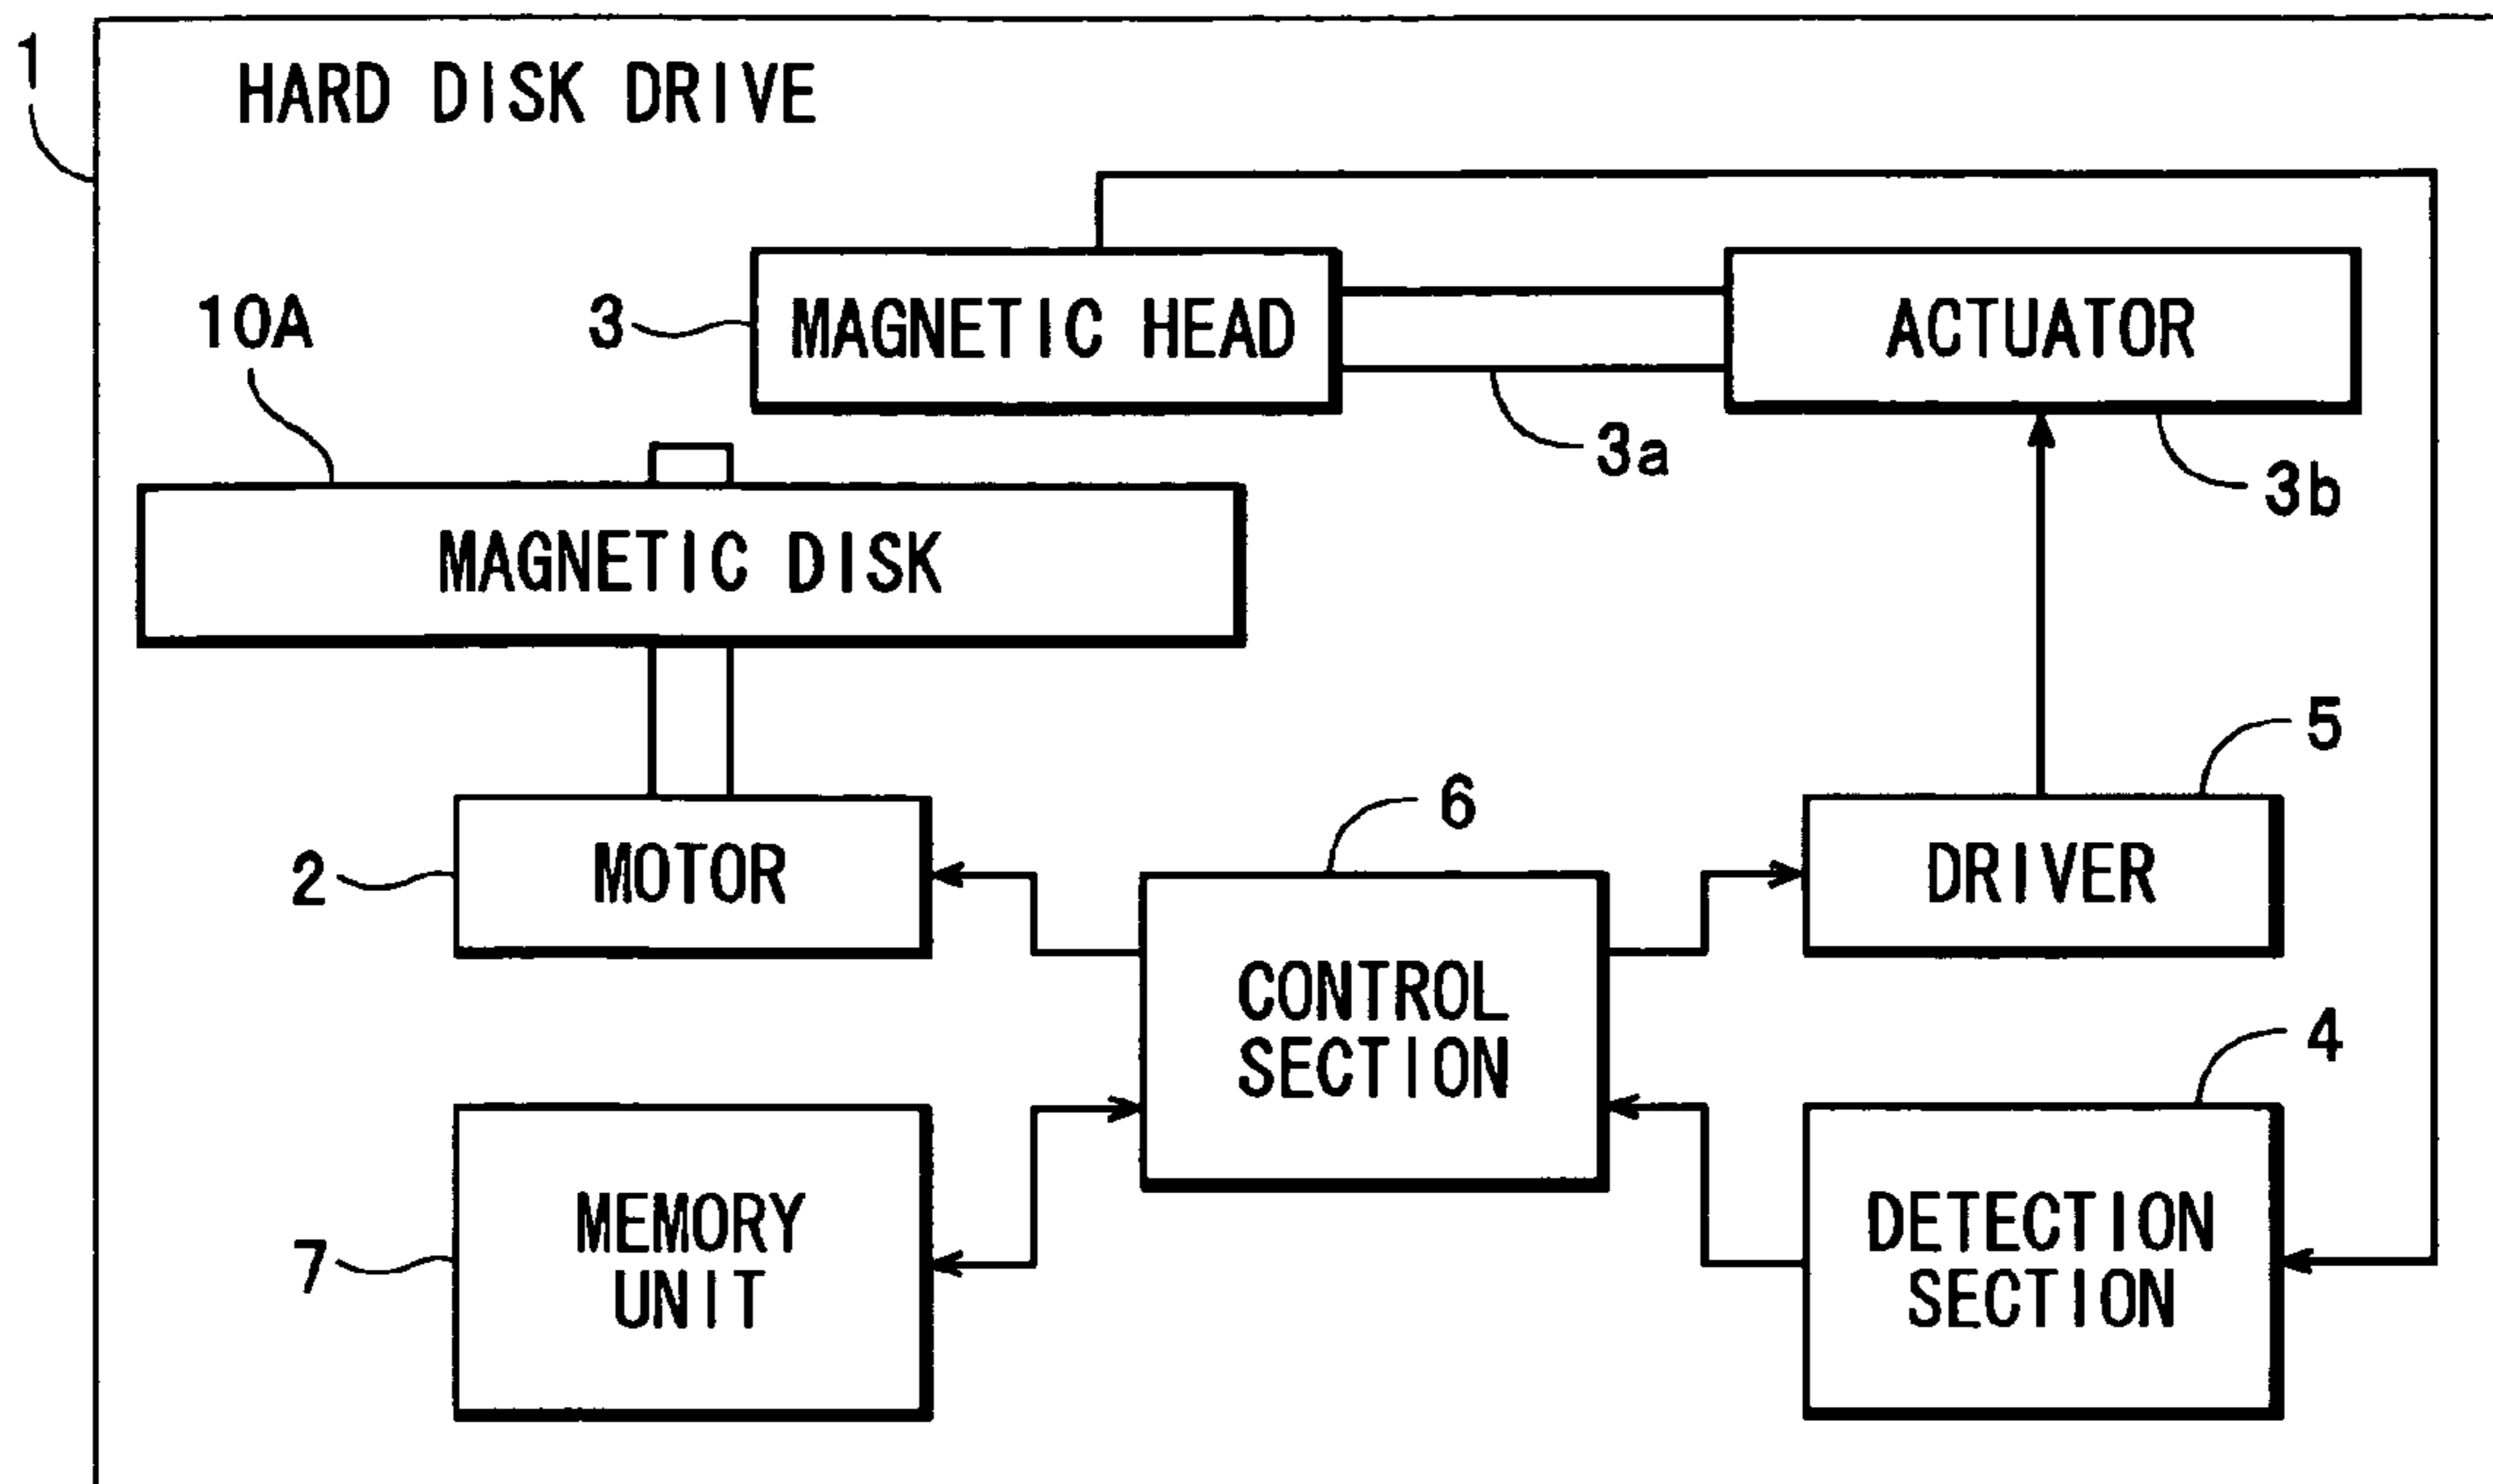 1
HARD DISK DRIVE
10A
3
MAGNETIC HEAD
ACTUATOR
3a
3b
MAGNETIC DISK
5
6
2
MOTOR
DRIVER
CONTROL
SECTION
4
7
MEMORY
UNIT
DETECTION
SECTION